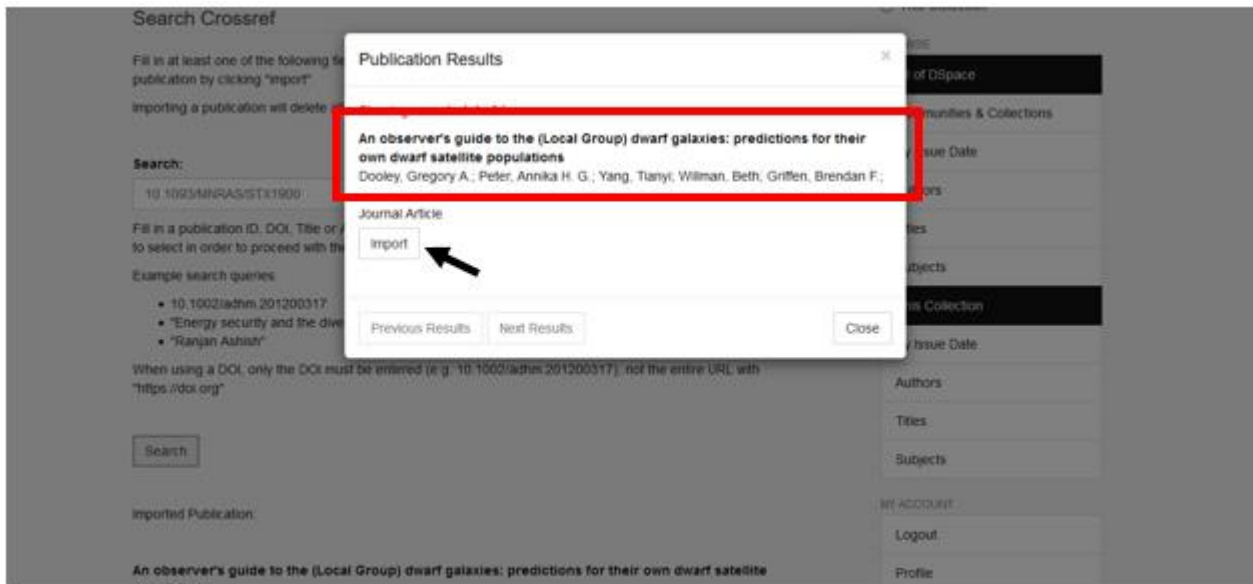 Search Crossref
Fill in at least one of the following
publication by clicking "import"
Importing a publication will delete
Search:
10.1093/MNRAS/STX1900
Fill in a publication ID, DOI, Title or
to select in order to proceed with the
Example search queries
• 10.1002/adhm.201200317
• "Energy security and the dive
• "Ranjan Ashish"
When using a DOI, only the DOI must be entered (e.g. 10.1002/adhm.201200317), not the entire URL with
"https://doi.org"
Search
Imported Publication:
An observer's guide to the (Local Group) dwarf galaxies: predictions for their own dwarf satellite
Publication Results
×
An observer's guide to the (Local Group) dwarf galaxies: predictions for their
own dwarf satellite populations
Dooley, Gregory A.; Peter, Annika H. G.; Yang, Tianyi; Willman, Beth; Griffen, Brendan F.;
Journal Article
Import
Previous Results
Next Results
Close
of DSpace
munities & Collections
sue Date
ors
bjects
is Collection
y Issue Date
Authors
Titles
Subjects
MY ACCOUNT
Logout
Profile